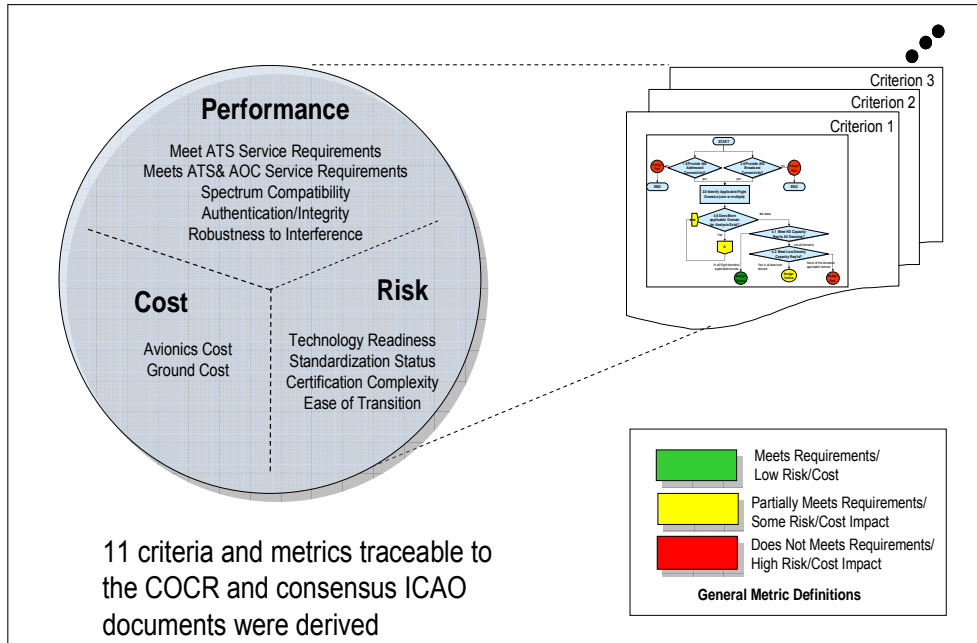 Performance
Meet ATS Service Requirements
Meets ATS& AOC Service Requirements
Spectrum Compatibility
Authentication/Integrity
Robustness to Interference
Cost
Avionics Cost
Ground Cost
Risk
Technology Readiness
Standardization Status
Certification Complexity
Ease of Transition
Criterion 3
Criterion 2
Criterion 1
START
END
END
11 criteria and metrics traceable to
the COCR and consensus ICAO
documents were derived
Meets Requirements/
Low Risk/Cost
Partially Meets Requirements/
Some Risk/Cost Impact
Does Not Meets Requirements/
High Risk/Cost Impact
General Metric Definitions